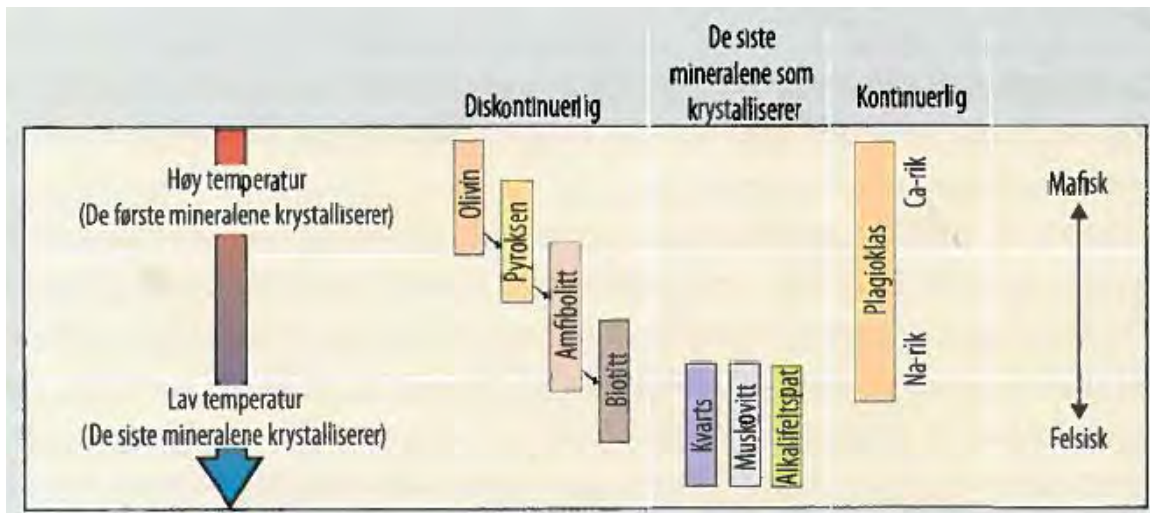 De siste
mineralene som
krystalliserer
Diskontinuerlig
Kontinuerlig
Høy temperatur
(De første mineralene krystalliserer)
Lav temperatur
(De siste mineralene krystalliserer)
Olivin
Pyroksen
Amfibolitt
Biotitt
Kvarts
Muskovitt
Alkalifeltspat
Plagioklas
Ca-rik
Na-rik
Mafisk
Felsisk